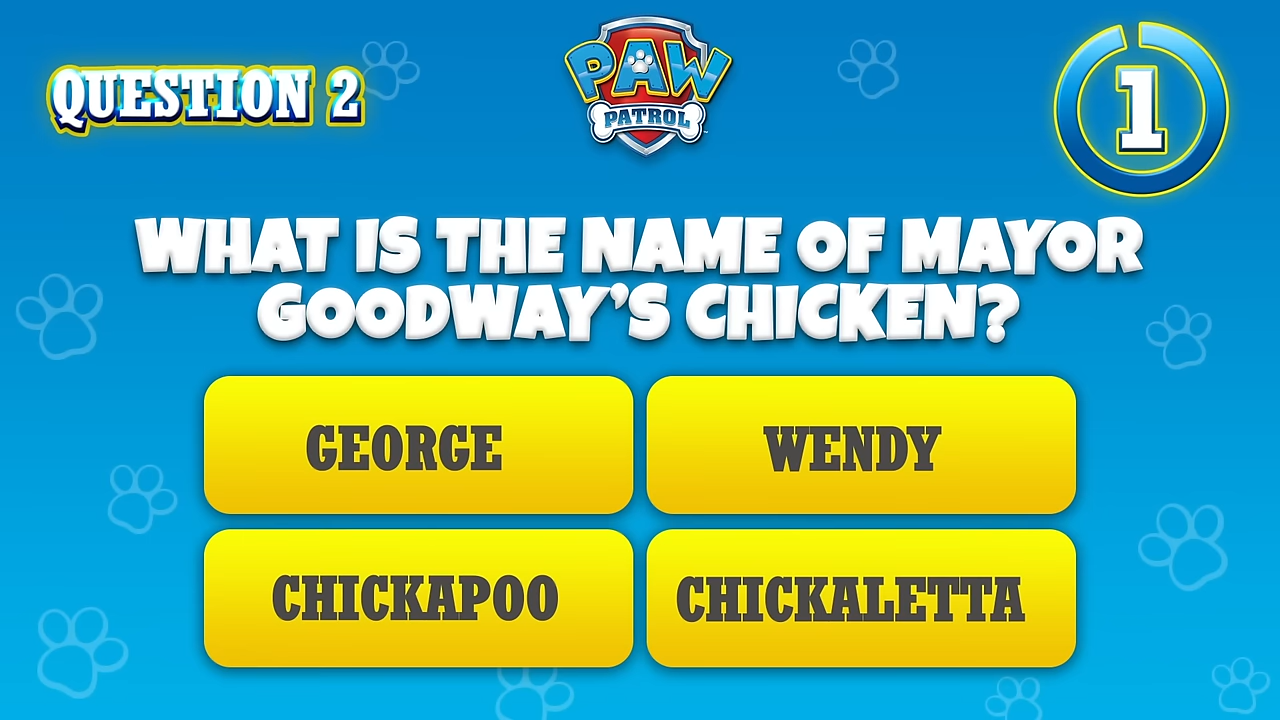 QUESTION 2
PAW
PATROL
1
WHAT IS THE NAME OF MAYOR
GOODWAY'S CHICKEN?
GEORGE
WENDY
CHICKAPOO
CHICKALETTA